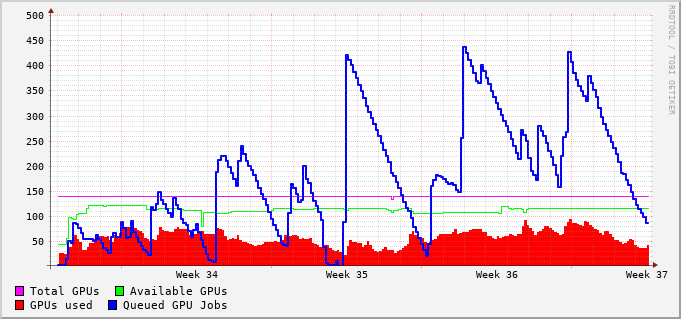 500
450
400
350
300
250
200
150
100
50
Week 34 Week 35 Week 36 Week 37
Total GPUs Available GPUs
GPUs used Queued GPU Jobs
RRDTOOL / TOBI OETIKER